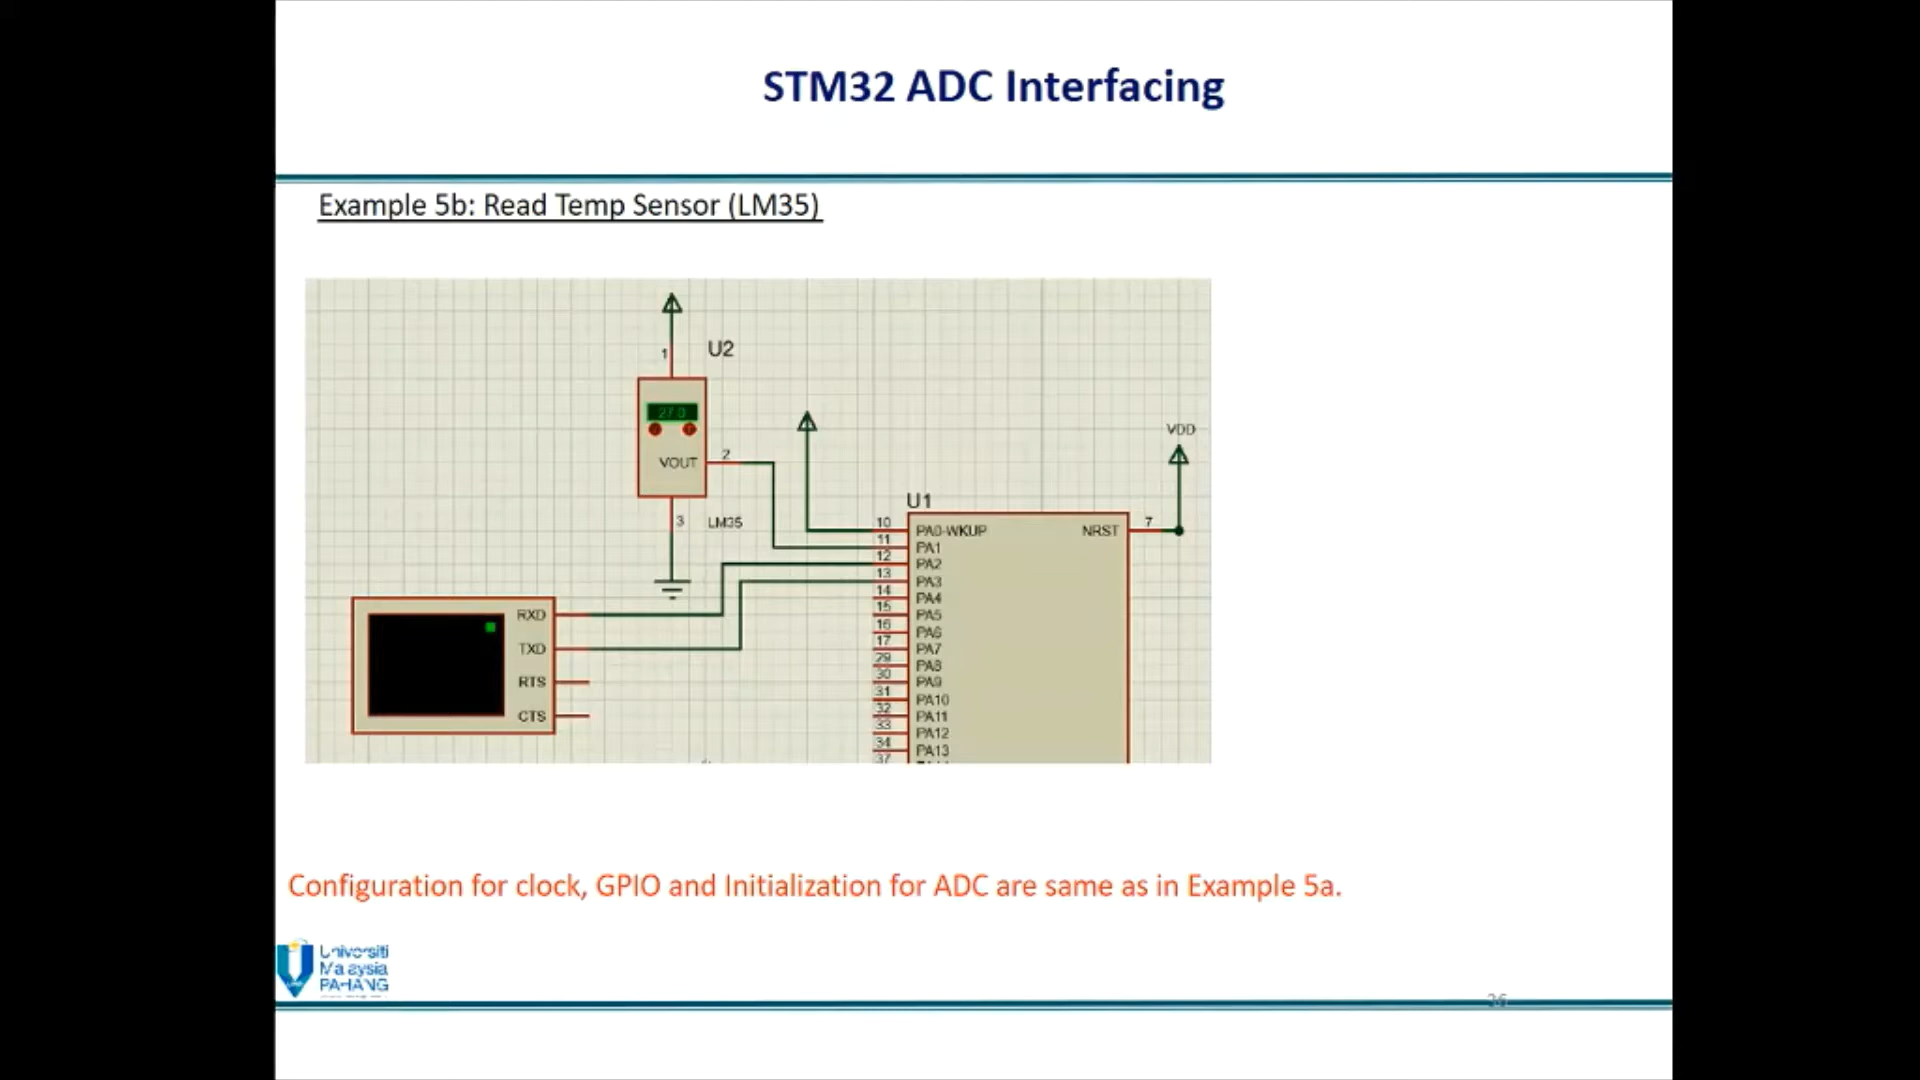 STM32 ADC Interfacing
Example 5b: Read Temp Sensor (LM35)
1
U2
27.0
VOUT
2
3
LM35
VDD
U1
10
PA0-WKUP
NRST
7
11
PA1
12
PA2
13
PA3
14
PA4
15
PA5
16
PA6
17
PA7
29
PA8
30
PA9
31
PA10
32
PA11
33
PA12
34
PA13
37
RXD
TXD
RTS
CTS
Configuration for clock, GPIO and Initialization for ADC are same as in Example 5a.
Universiti
Malaysia
PAHANG